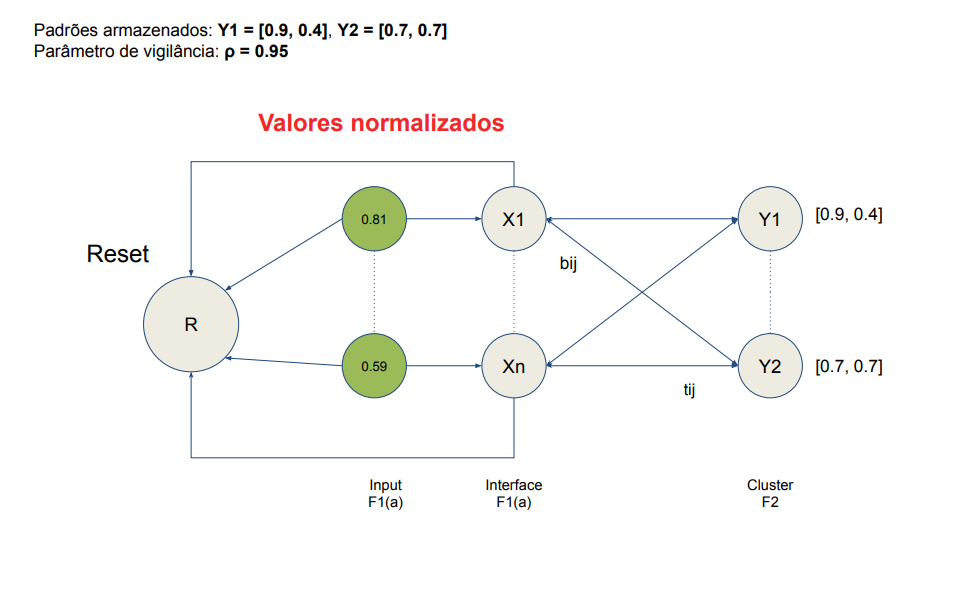 Padrões armazenados: Y1 = [0.9, 0.4], Y2 = [0.7, 0.7]
Parâmetro de vigilância: ρ = 0.95
Valores normalizados
0.81
X1
Y1
[0.9, 0.4]
Reset
bij
R
0.59
Xn
Y2
[0.7, 0.7]
tij
Input
F1(a)
Interface
F1(a)
Cluster
F2